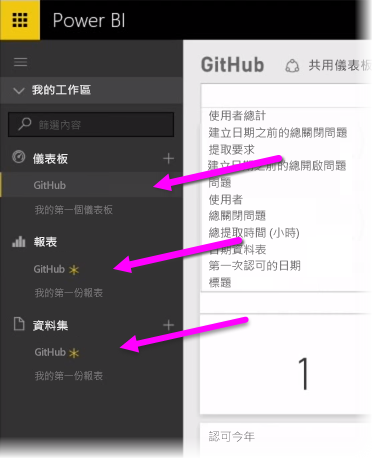 Power BI
我的工作區
篩選內容
儀表板
GitHub
我的第一個儀表板
報表
GitHub
我的第一份報表
資料集
GitHub
我的第一份報表
GitHub 共用儀表板
使用者總計
建立日期之前的總關閉問題
提取要求
建立日期之前的總開啟問題
問題
使用者
總關閉問題
總提取時間 (小時)
日期資料表
第一次認可的日期
標題
1
認可今年